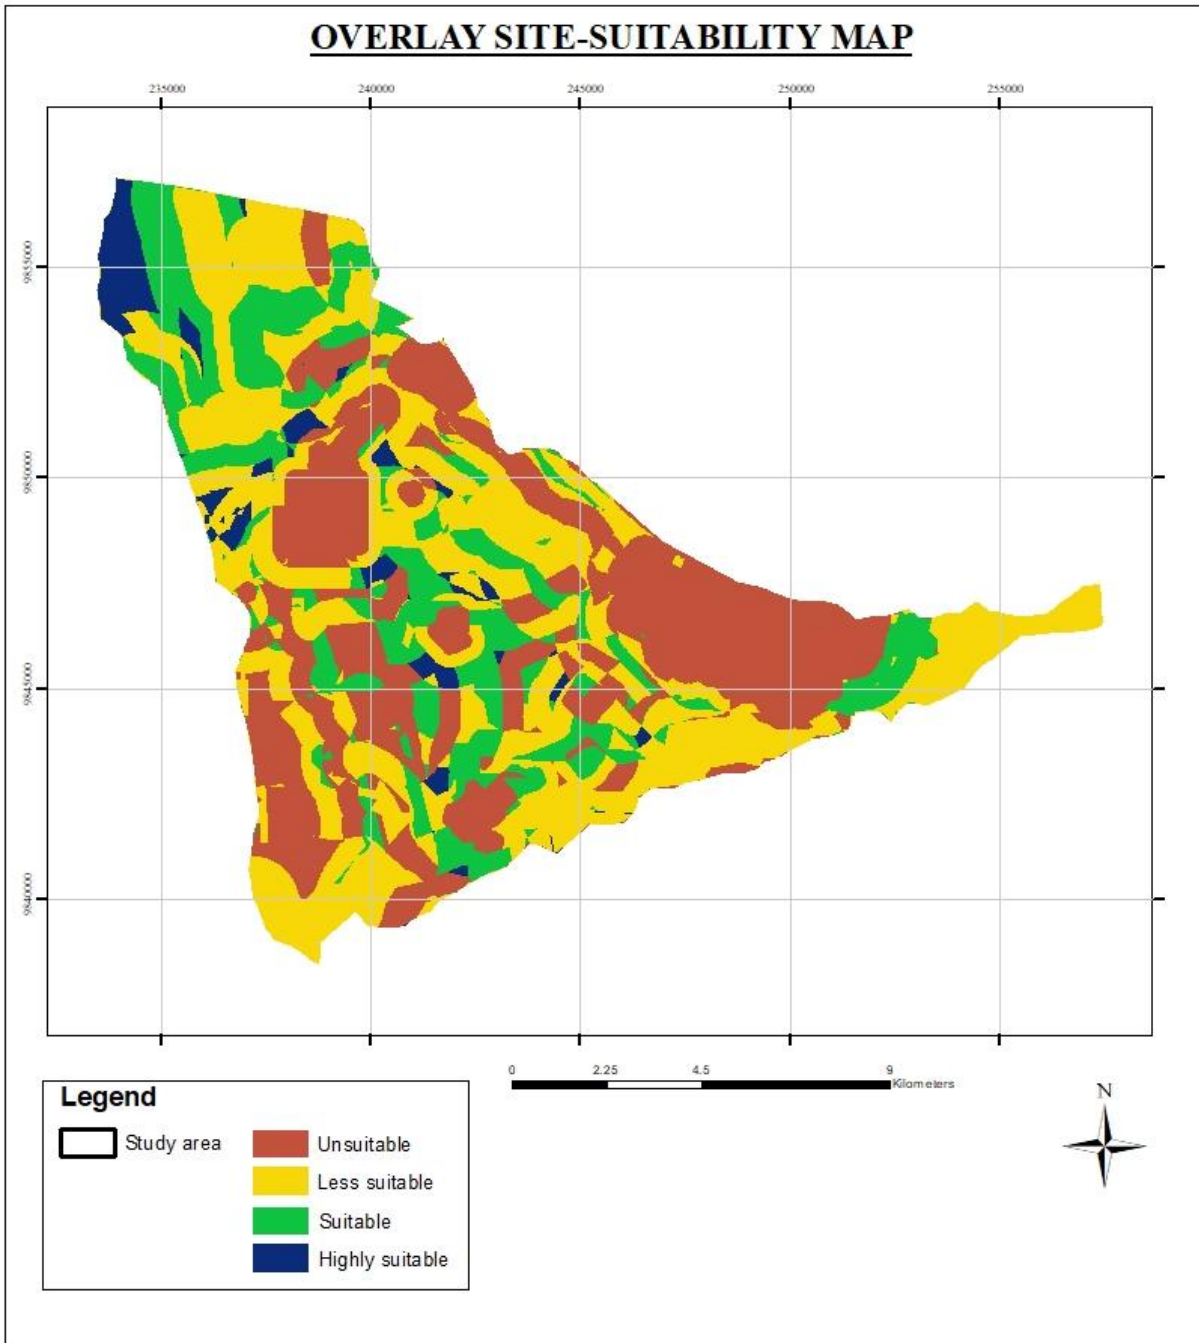 OVERLAY SITE-SUITABILITY MAP
235000 240000 245000 250000 255000
9855000
9850000
9845000
9840000
0 2.25 4.5 9
Kilometers
N
Legend
Study area
Unsuitable
Less suitable
Suitable
Highly suitable